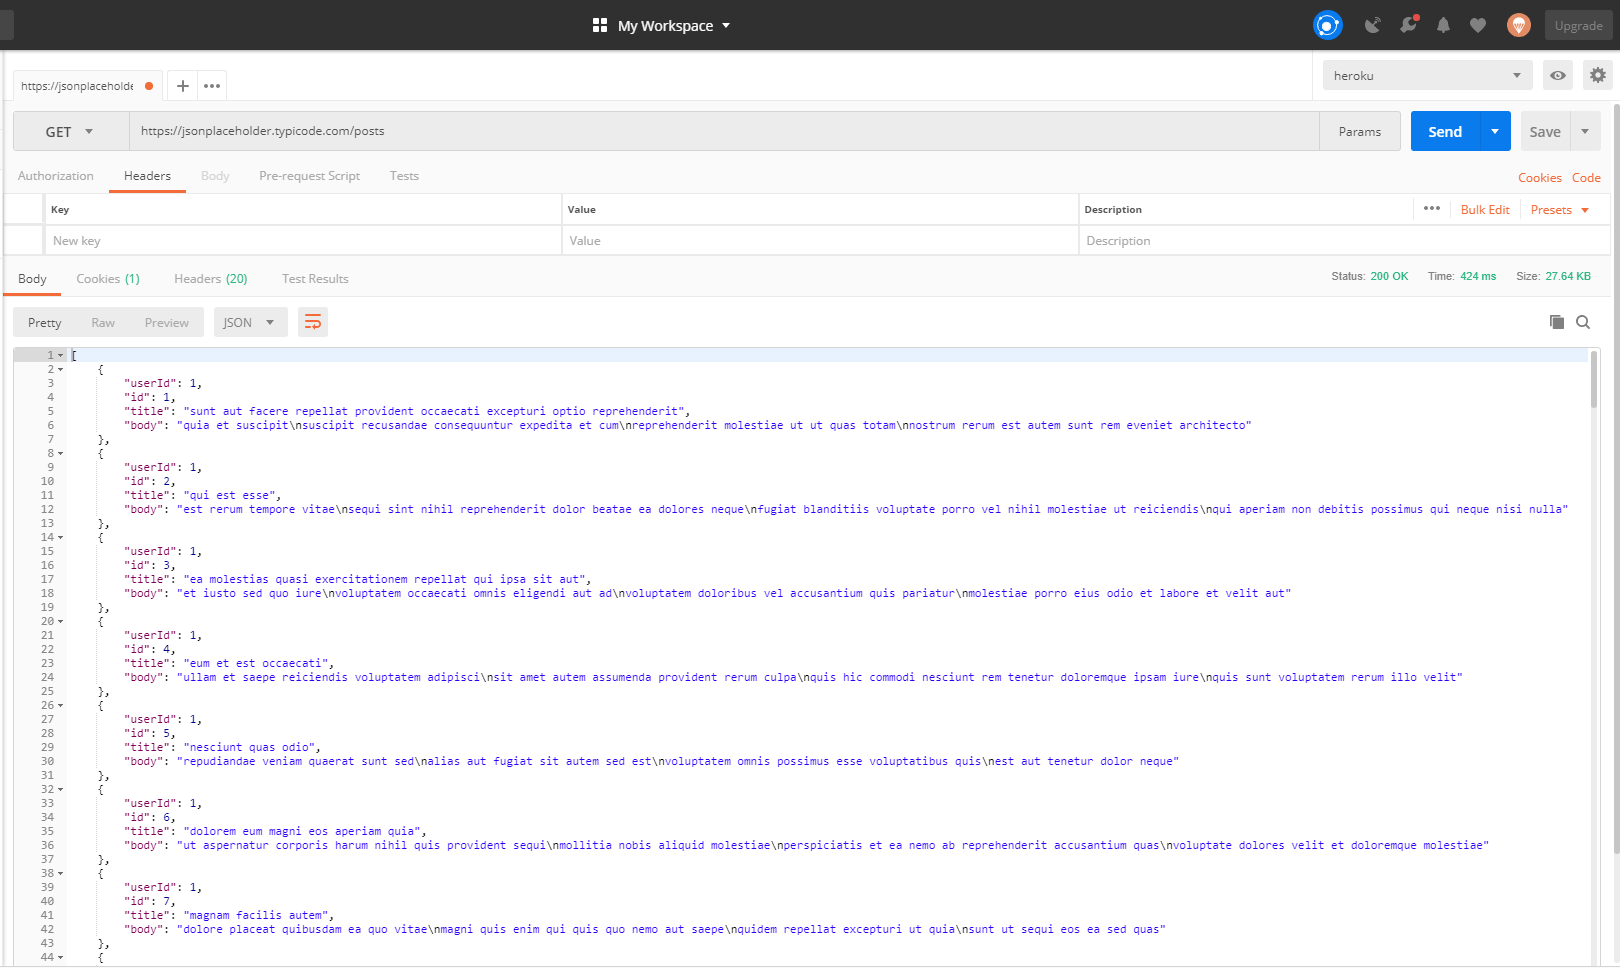 My Workspace
Upgrade
https://jsonplaceholde
heroku
GET
https://jsonplaceholder.typicode.com/posts
Params
Send
Save
Authorization Headers Body Pre-request Script Tests
Cookies Code
Key Value Description
Bulk Edit Presets
New key Value Description
Body Cookies (1) Headers (20) Test Results
Status: 200 OK Time: 424 ms Size: 27.64 KB
Pretty Raw Preview JSON
1 [
2 {
3 "userId": 1,
4 "id": 1,
5 "title": "sunt aut facere repellat provident occaecati excepturi optio reprehenderit",
6 "body": "quia et suscipit\nsuscipit recusandae consequuntur expedita et cum\nreprehenderit molestiae ut ut quas totam\nnostrum rerum est autem sunt rem eveniet architecto"
7 },
8 {
9 "userId": 1,
10 "id": 2,
11 "title": "qui est esse",
12 "body": "est rerum tempore vitae\nsequi sint nihil reprehenderit dolor beatae ea dolores neque\nfugiat blanditiis voluptate porro vel nihil molestiae ut reiciendis\nqui aperiam non debitis possimus qui neque nisi nulla"
13 },
14 {
15 "userId": 1,
16 "id": 3,
17 "title": "ea molestias quasi exercitationem repellat qui ipsa sit aut",
18 "body": "et iusto sed quo iure\nvoluptatem occaecati omnis eligendi aut ad\nvoluptatem doloribus vel accusantium quis pariatur\nmolestiae porro eius odio et labore et velit aut"
19 },
20 {
21 "userId": 1,
22 "id": 4,
23 "title": "eum et est occaecati",
24 "body": "ullam et saepe reiciendis voluptatem adipisci\nsit amet autem assumenda provident rerum culpa\nquis hic commodi nesciunt rem tenetur doloremque ipsam iure\nquis sunt voluptatem rerum illo velit"
25 },
26 {
27 "userId": 1,
28 "id": 5,
29 "title": "nesciunt quas odio",
30 "body": "repudiandae veniam quaerat sunt sed\nalias aut fugiat sit autem sed est\nvoluptatem omnis possimus esse voluptatibus quis\nest aut tenetur dolor neque"
31 },
32 {
33 "userId": 1,
34 "id": 6,
35 "title": "dolorem eum magni eos aperiam quia",
36 "body": "ut aspernatur corporis harum nihil quis provident sequi\nmollitia nobis aliquid molestiae\nperspiciatis et ea nemo ab reprehenderit accusantium quas\nvoluptate dolores velit et doloremque molestiae"
37 },
38 {
39 "userId": 1,
40 "id": 7,
41 "title": "magnam facilis autem",
42 "body": "dolore placeat quibusdam ea quo vitae\nmagni quis enim qui quis quo nemo aut saepe\nquidem repellat excepturi ut quia\nsunt ut sequi eos ea sed quas"
43 },
44 {